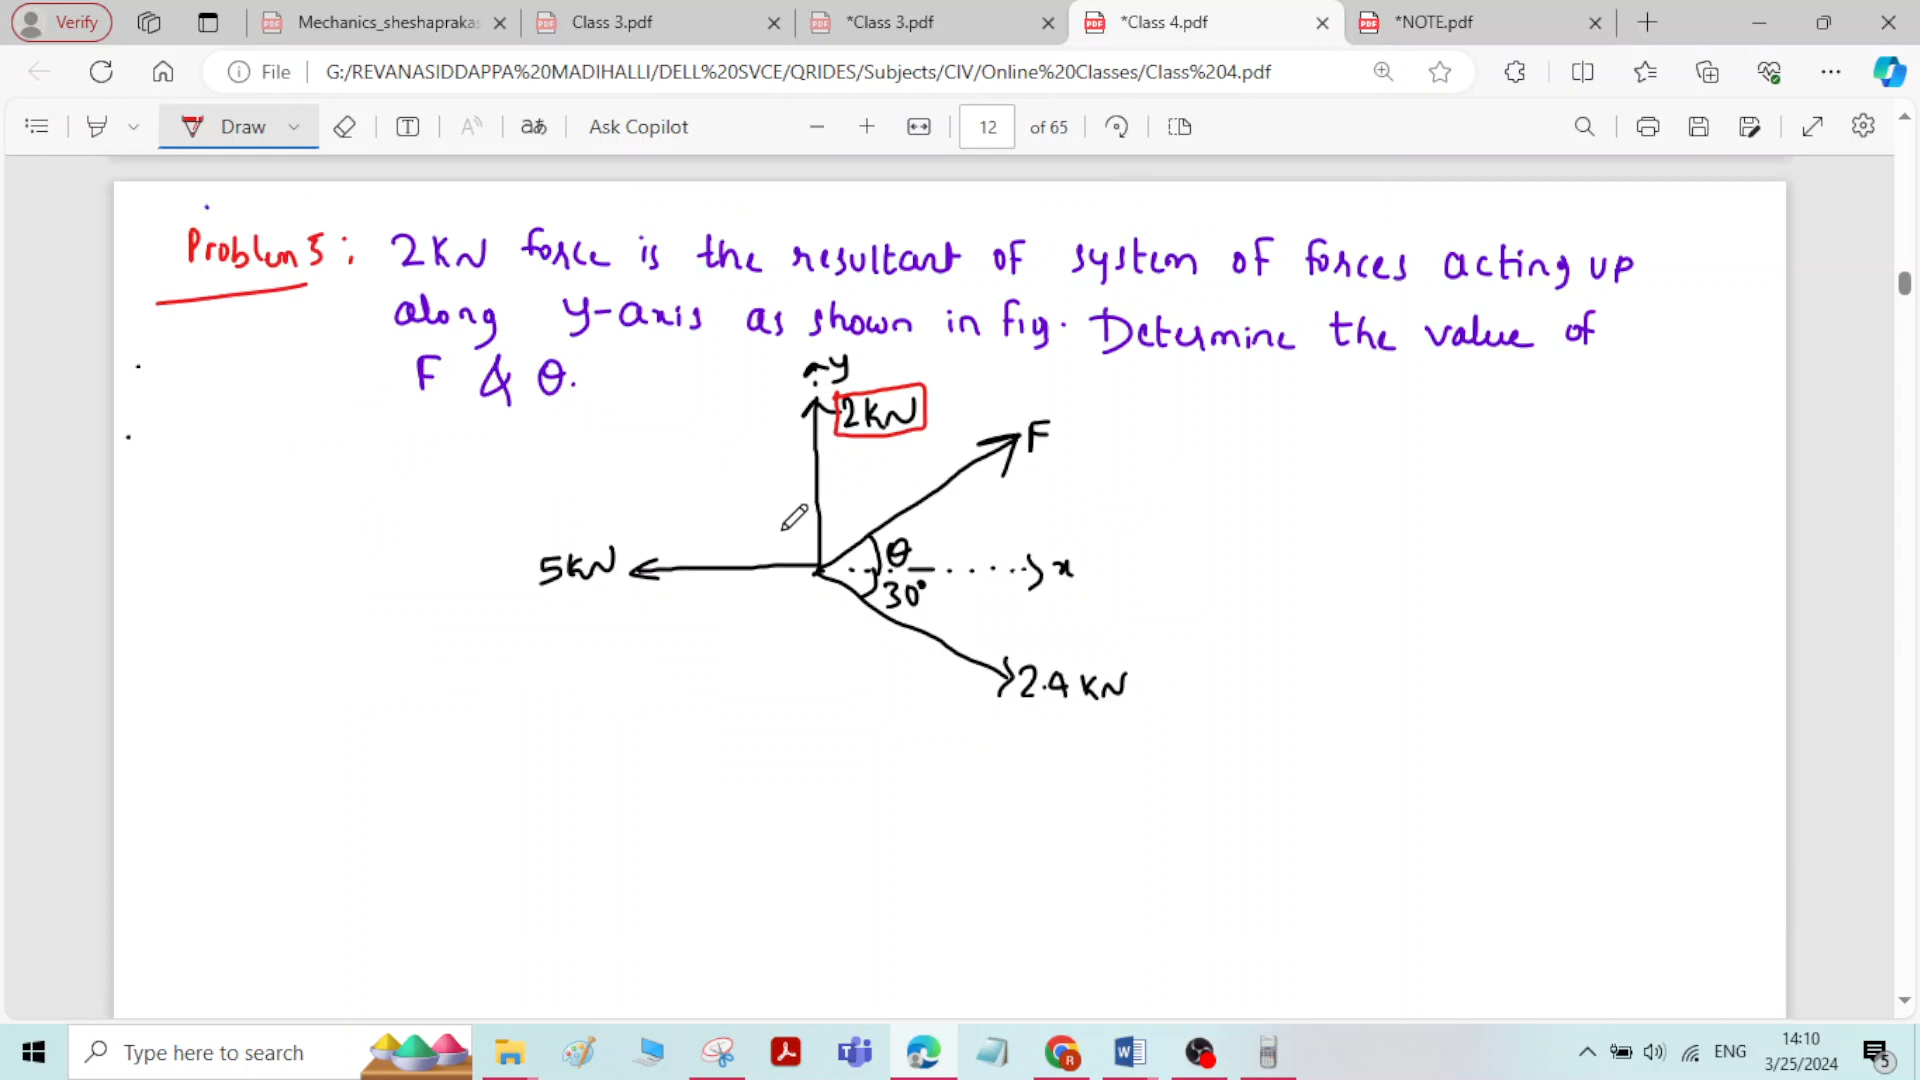 Verify
Mechanics_sheshaprakas
Class 3.pdf
*Class 3.pdf
*Class 4.pdf
*NOTE.pdf
File
G:/REVANASIDDAPPA%20MADIHALLI/DELL%20SVCE/QRIDES/Subjects/CIV/Online%20Classes/Class%204.pdf
Draw
Ask Copilot
12 of 65
Problem 5: 2KN force is the resultant of system of forces acting up
along y-axis as shown in fig. Determine the value of
F & θ.
y
2KN
F
5KN
θ
x
30°
2.4 KN
Type here to search
ENG
14:10
3/25/2024
5